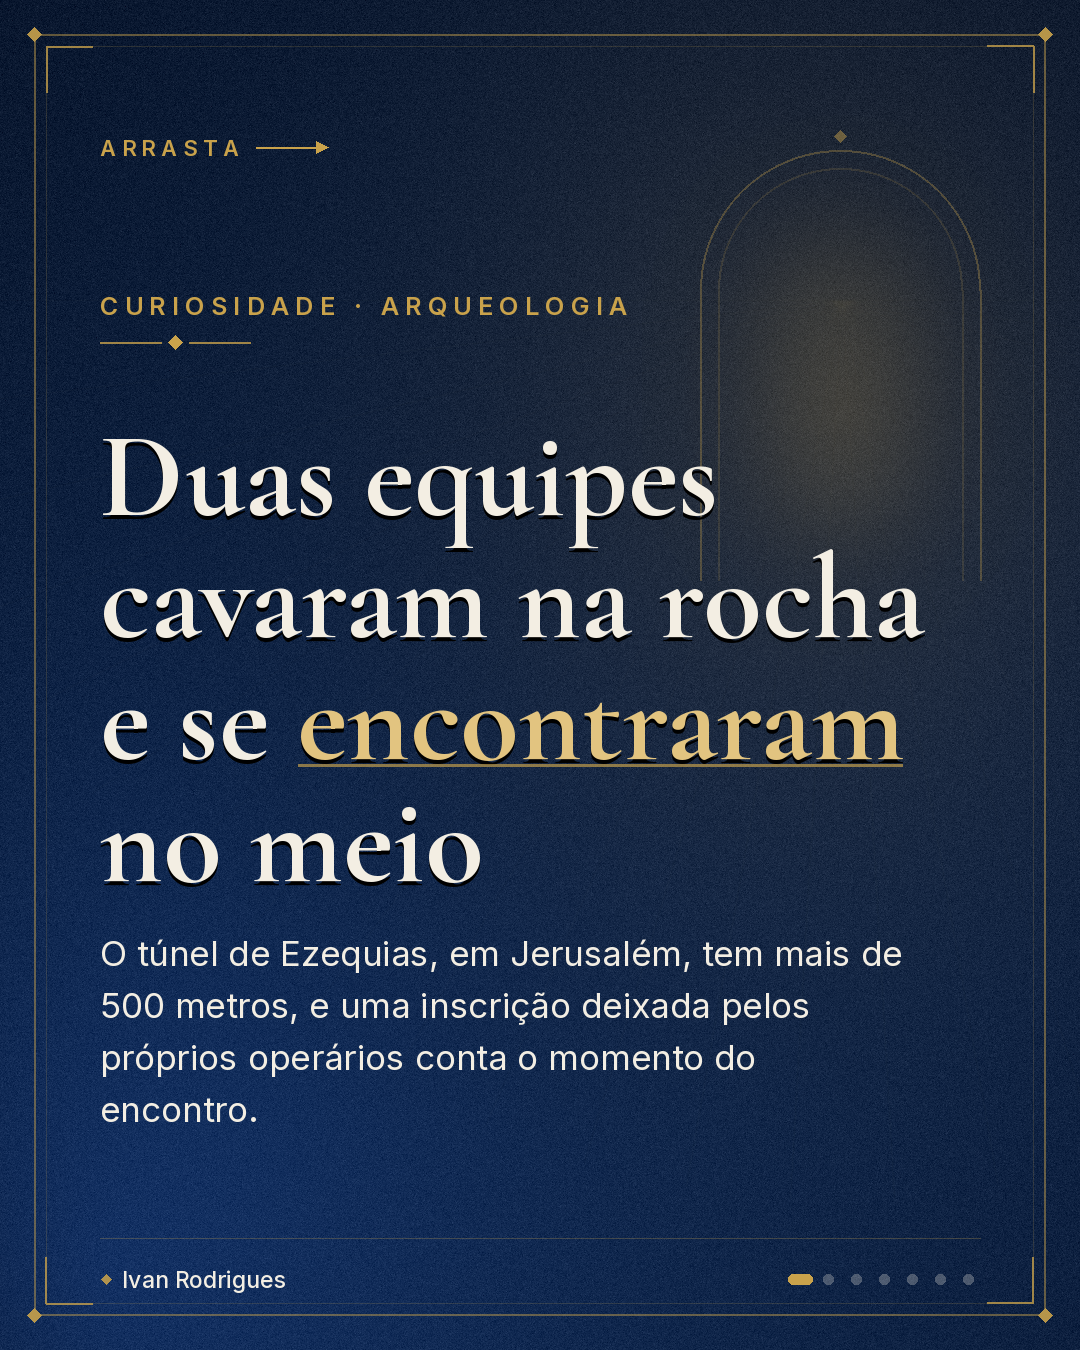 ARRASTA
CURIOSIDADE · ARQUEOLOGIA
Duas equipes
cavaram na rocha
e se encontraram
no meio
O túnel de Ezequias, em Jerusalém, tem mais de
500 metros, e uma inscrição deixada pelos
próprios operários conta o momento do
encontro.
Ivan Rodrigues